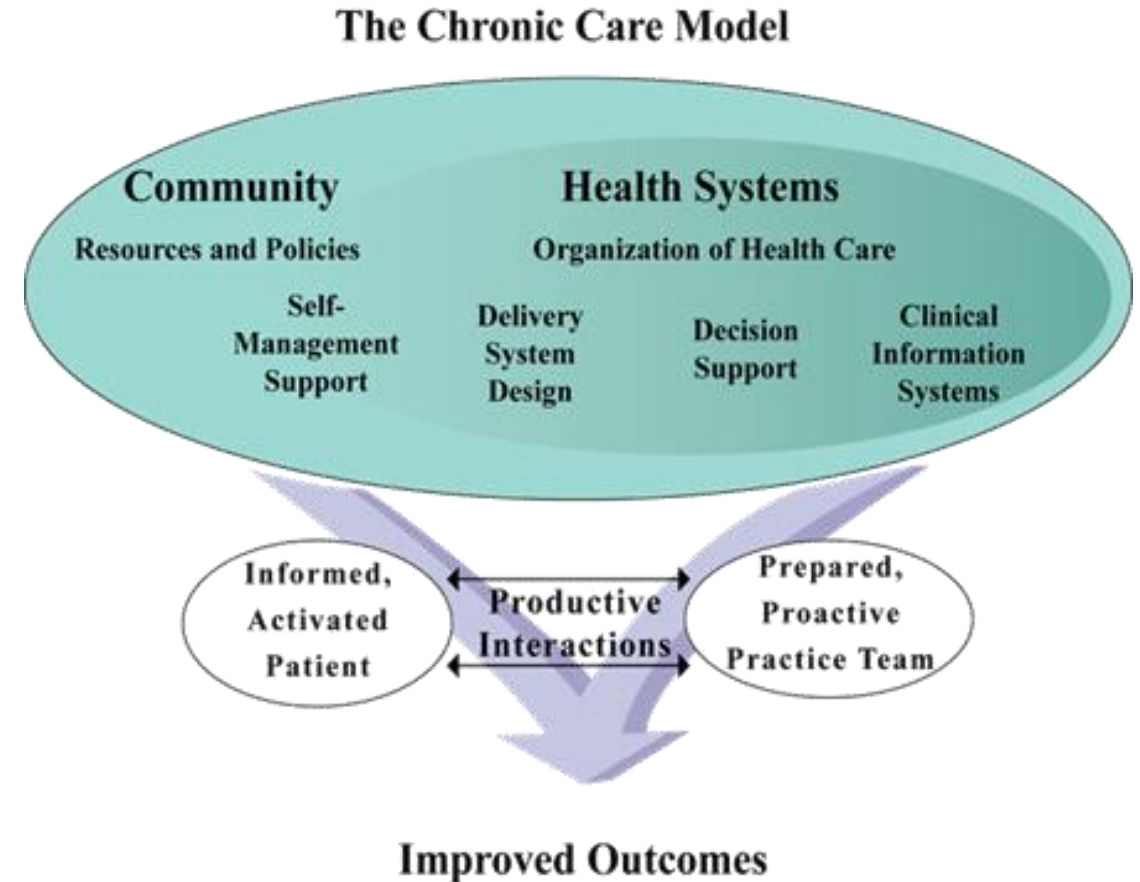 The Chronic Care Model
Community
Health Systems
Resources and Policies
Organization of Health Care
Self-
Management
Support
Delivery
System
Design
Decision
Support
Clinical
Information
Systems
Informed,
Activated
Patient
Productive
Interactions
Prepared,
Proactive
Practice Team
Improved Outcomes